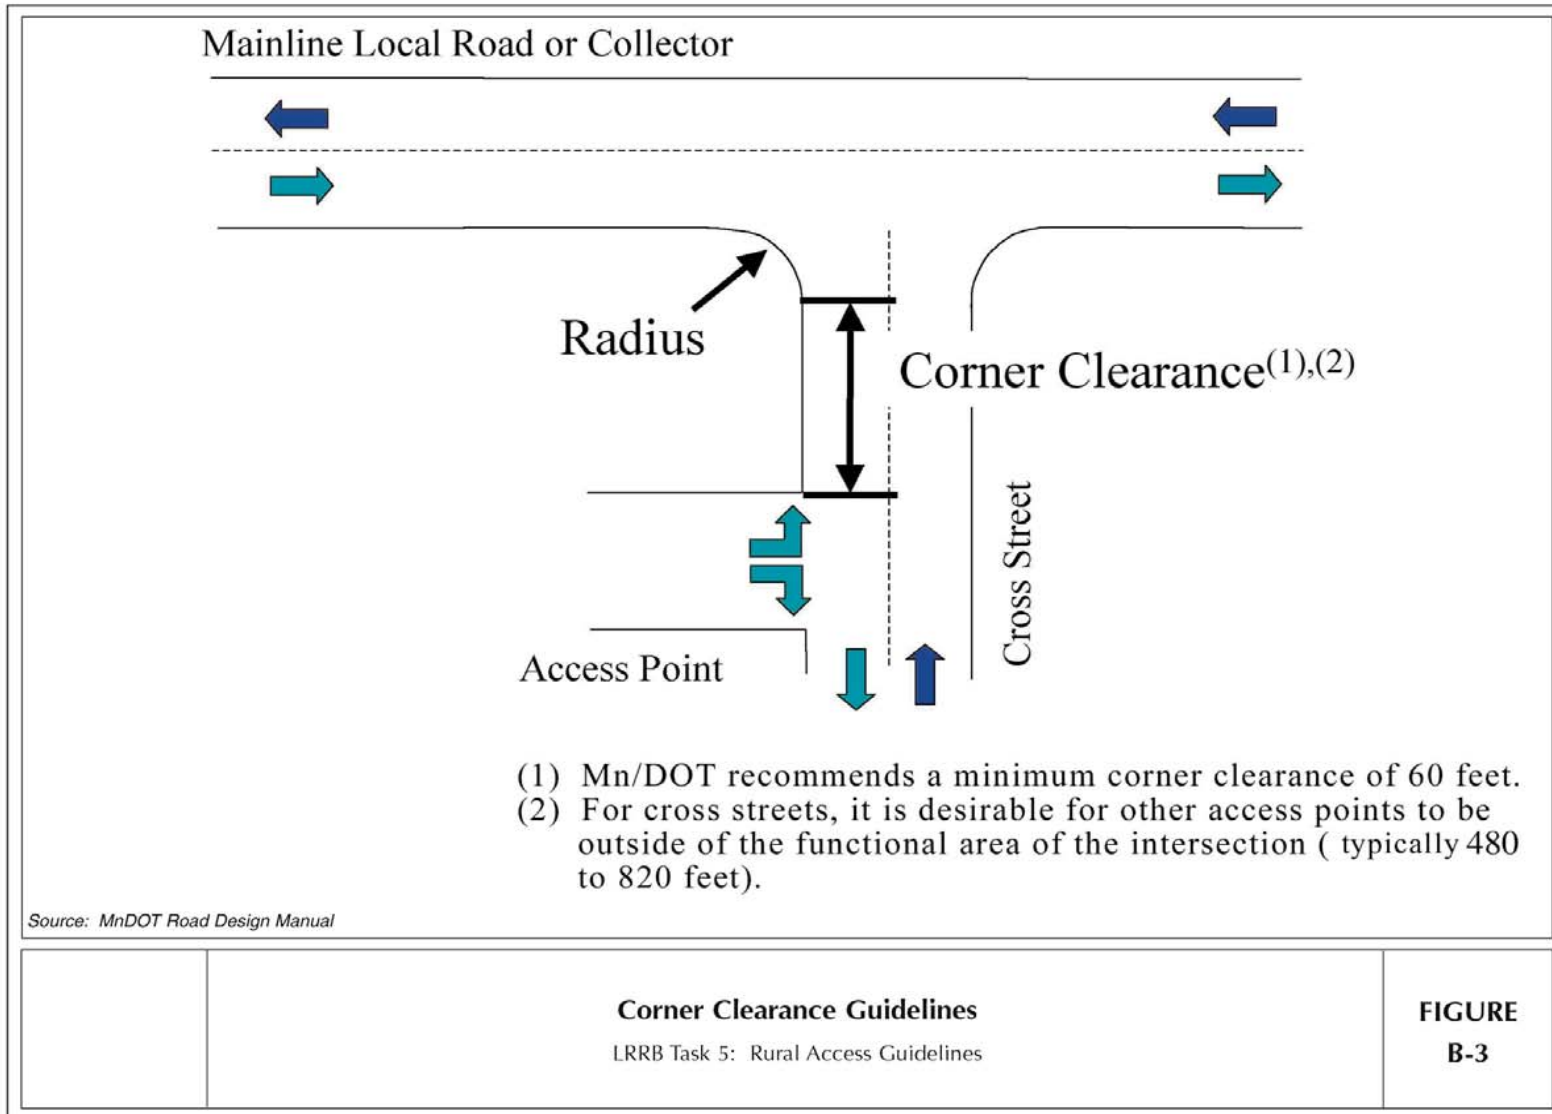 Mainline Local Road or Collector
Radius
Corner Clearance(1),(2)
Cross Street
Access Point
(1) Mn/DOT recommends a minimum corner clearance of 60 feet.
(2) For cross streets, it is desirable for other access points to be
outside of the functional area of the intersection ( typically 480
to 820 feet).
Source: MnDOT Road Design Manual
Corner Clearance Guidelines
LRRB Task 5: Rural Access Guidelines
FIGURE
B-3